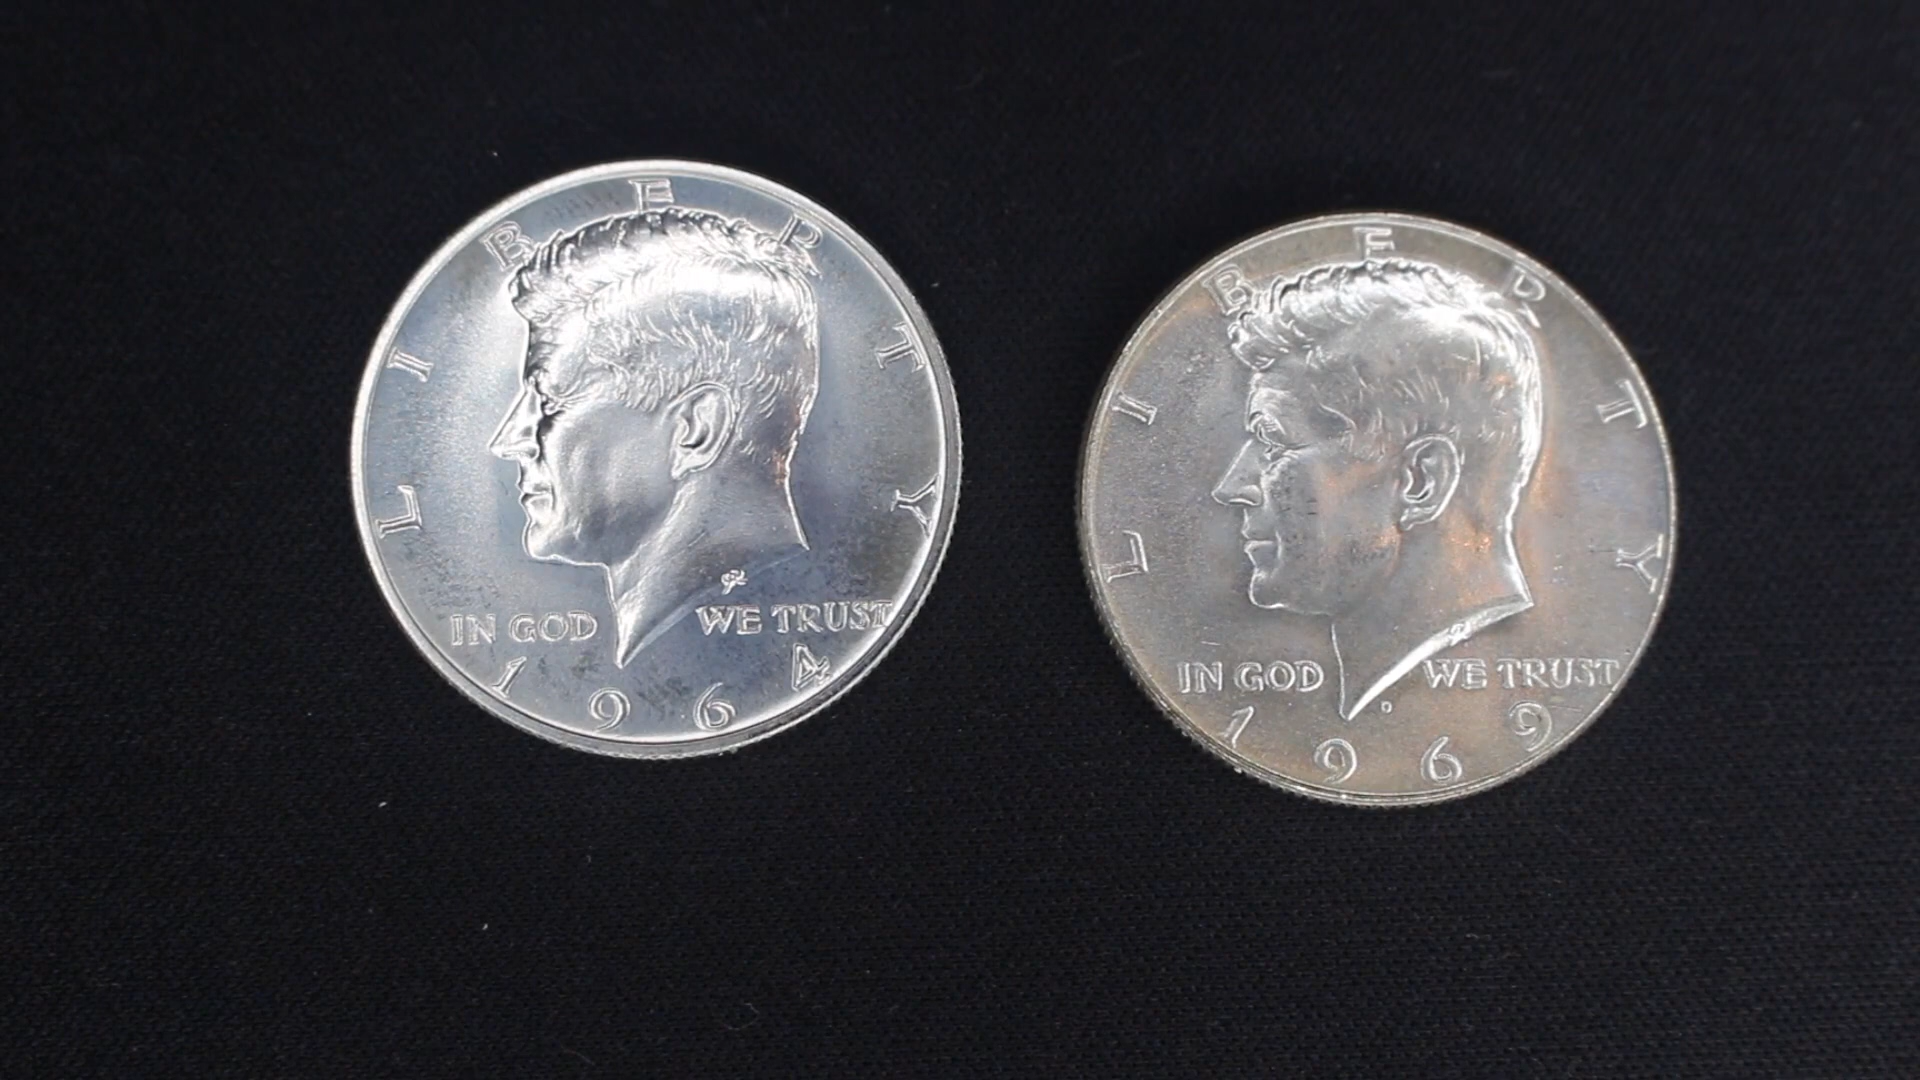 LIBERTY
IN GOD WE TRUST
1964
LIBERTY
IN GOD WE TRUST
1969